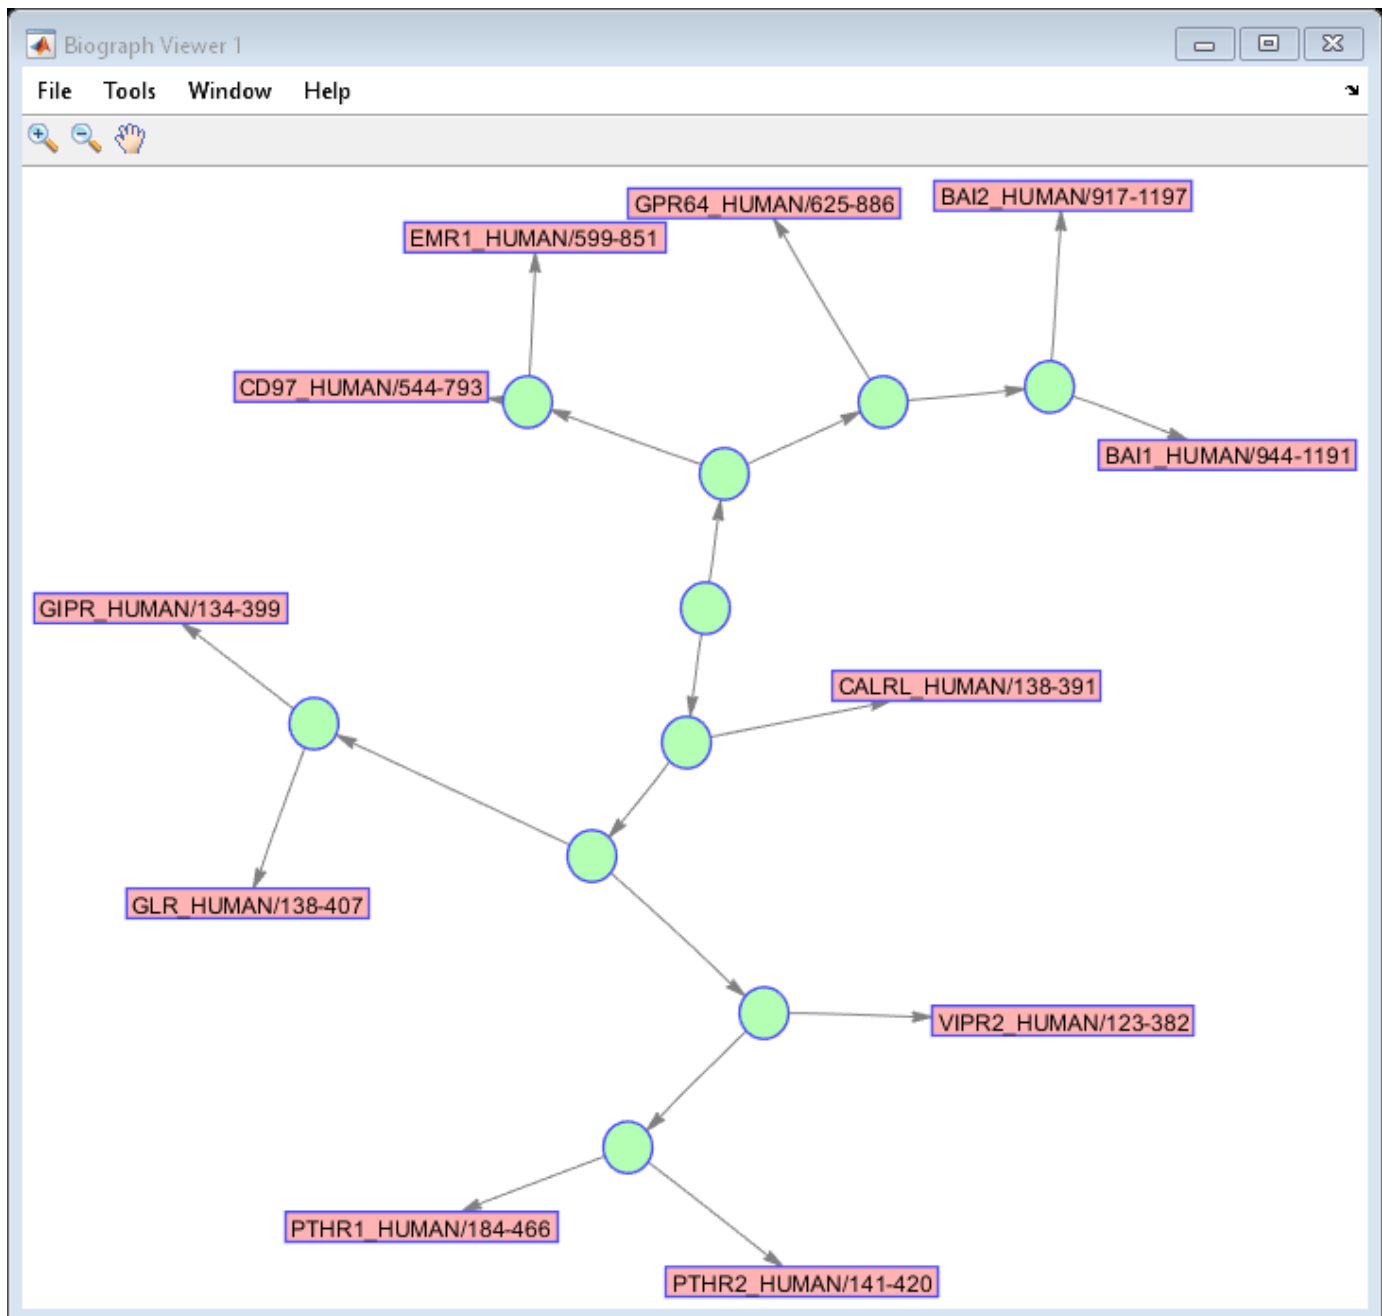 Biograph Viewer 1
File Tools Window Help
GPR64_HUMAN/625-886
BAI2_HUMAN/917-1197
EMR1_HUMAN/599-851
CD97_HUMAN/544-793
BAI1_HUMAN/944-1191
GIPR_HUMAN/134-399
CALRL_HUMAN/138-391
GLR_HUMAN/138-407
VIPR2_HUMAN/123-382
PTHR1_HUMAN/184-466
PTHR2_HUMAN/141-420